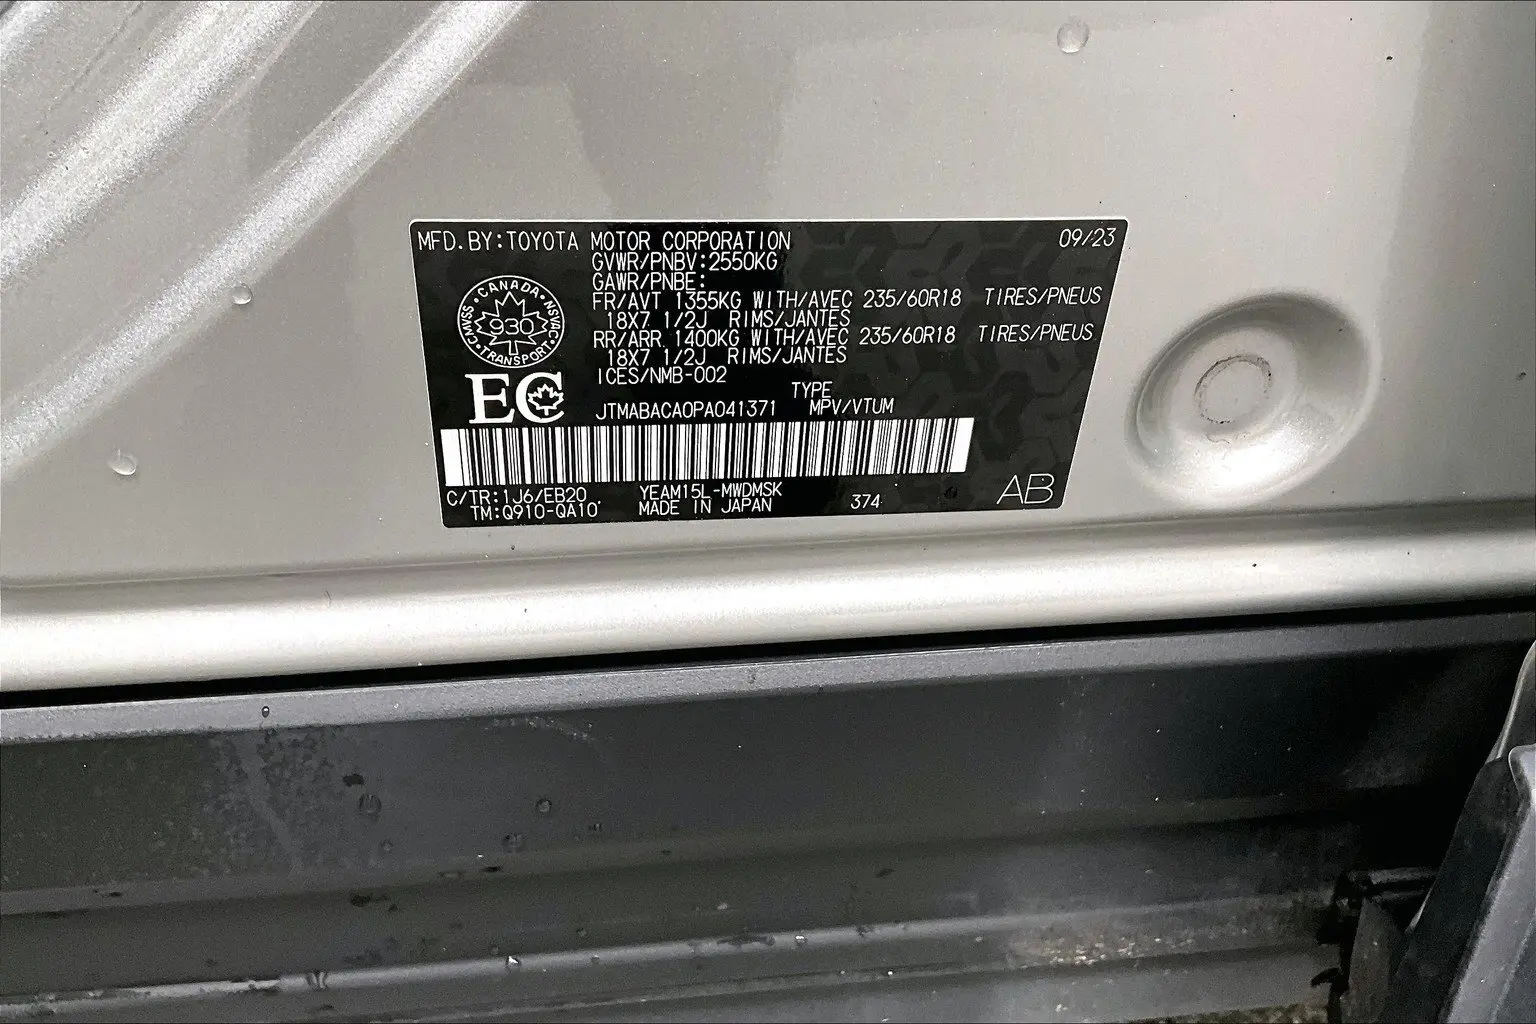 MFD.BY:TOYOTA MOTOR CORPORATION 09/23
GVWR/PNBV:2550KG
GAWR/PNBE:
FR/AVT 1355KG WITH/AVEC 235/60R18 TIRES/PNEUS
18X7 1/2J RIMS/JANTES
RR/ARR 1400KG WITH/AVEC 235/60R18 TIRES/PNEUS
18X7 1/2J RIMS/JANTES
ICES/NMB-002
CANADA
CMVSS 930 NSVAC
TRANSPORT
EC
TYPE
JTMABACA0PA041371 MPV/VTUM
C/TR:1J6/EB20 YEAM15L-MWDMSK
TM:Q910-QA10 MADE IN JAPAN 374
AB